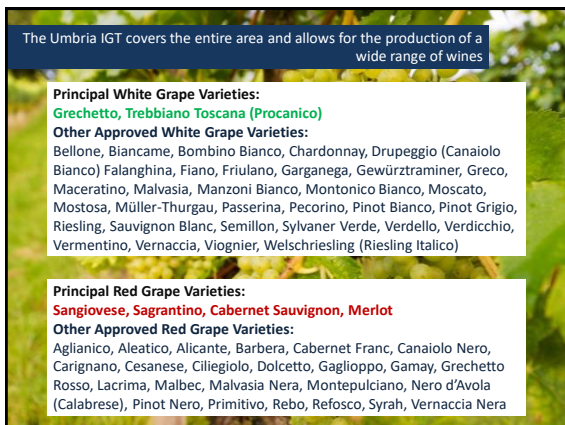 The Umbria IGT covers the entire area and allows for the production of a
wide range of wines
Principal White Grape Varieties:
Grechetto, Trebbiano Toscana (Procanico)
Other Approved White Grape Varieties:
Bellone, Biancame, Bombino Bianco, Chardonnay, Drupeggio (Canaiolo
Bianco) Falanghina, Fiano, Friulano, Garganega, Gewürztraminer, Greco,
Maceratino, Malvasia, Manzoni Bianco, Montonico Bianco, Moscato,
Mostosa, Müller-Thurgau, Passerina, Pecorino, Pinot Bianco, Pinot Grigio,
Riesling, Sauvignon Blanc, Semillon, Sylvaner Verde, Verdello, Verdicchio,
Vermentino, Vernaccia, Viognier, Welschriesling (Riesling Italico)
Principal Red Grape Varieties:
Sangiovese, Sagrantino, Cabernet Sauvignon, Merlot
Other Approved Red Grape Varieties:
Aglianico, Aleatico, Alicante, Barbera, Cabernet Franc, Canaiolo Nero,
Carignano, Cesanese, Ciliegiolo, Dolcetto, Gaglioppo, Gamay, Grechetto
Rosso, Lacrima, Malbec, Malvasia Nera, Montepulciano, Nero d’Avola
(Calabrese), Pinot Nero, Primitivo, Rebo, Refosco, Syrah, Vernaccia Nera